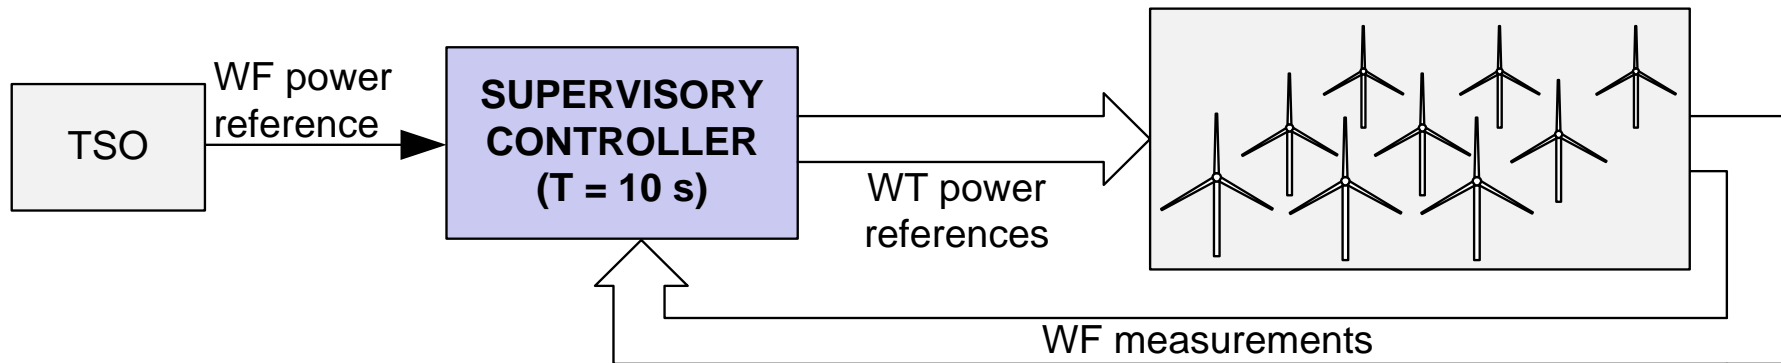 TSO
WF power
reference
SUPERVISORY
CONTROLLER
(T = 10 s)
WT power
references
WF measurements